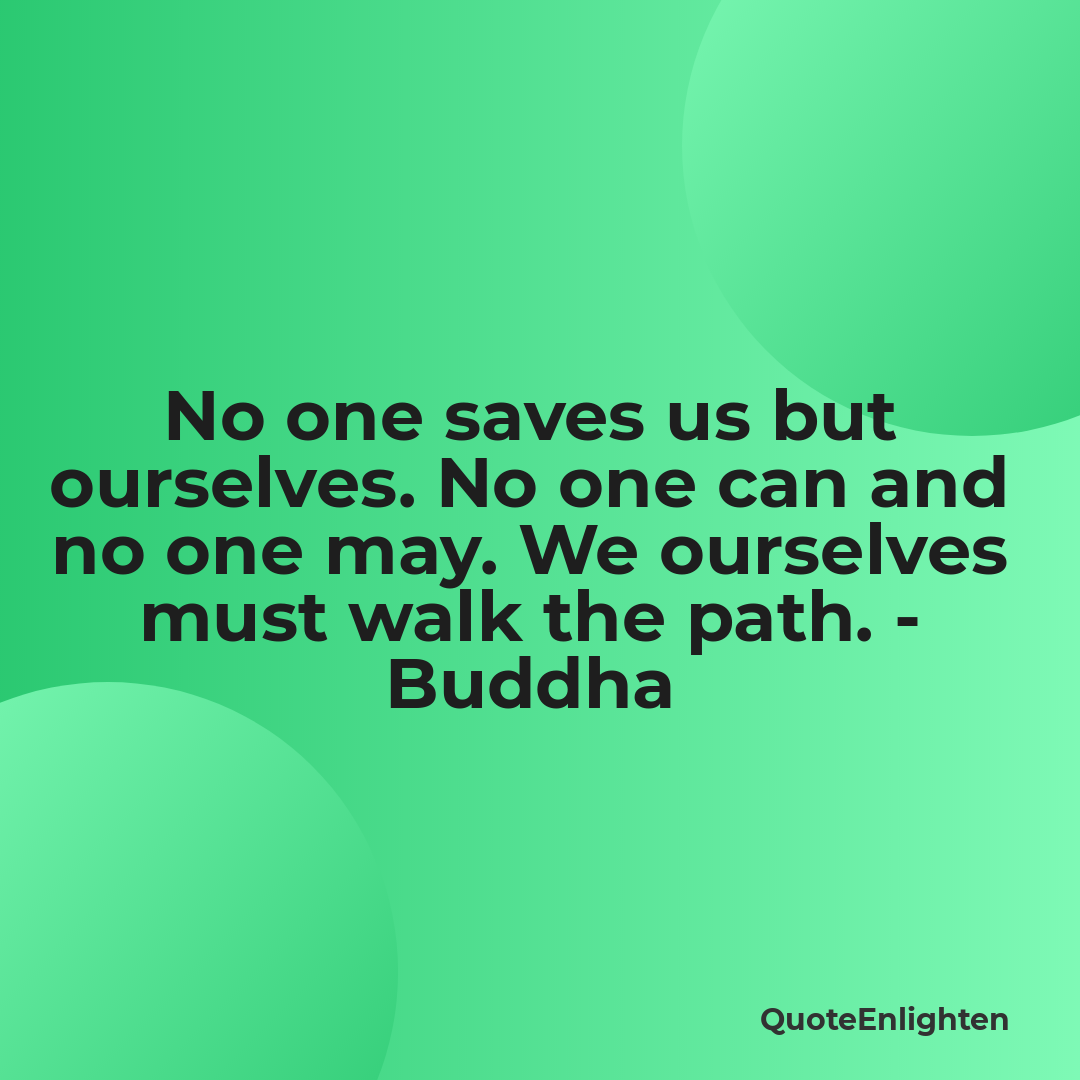 No one saves us but
ourselves. No one can and
no one may. We ourselves
must walk the path. -
Buddha
QuoteEnlighten